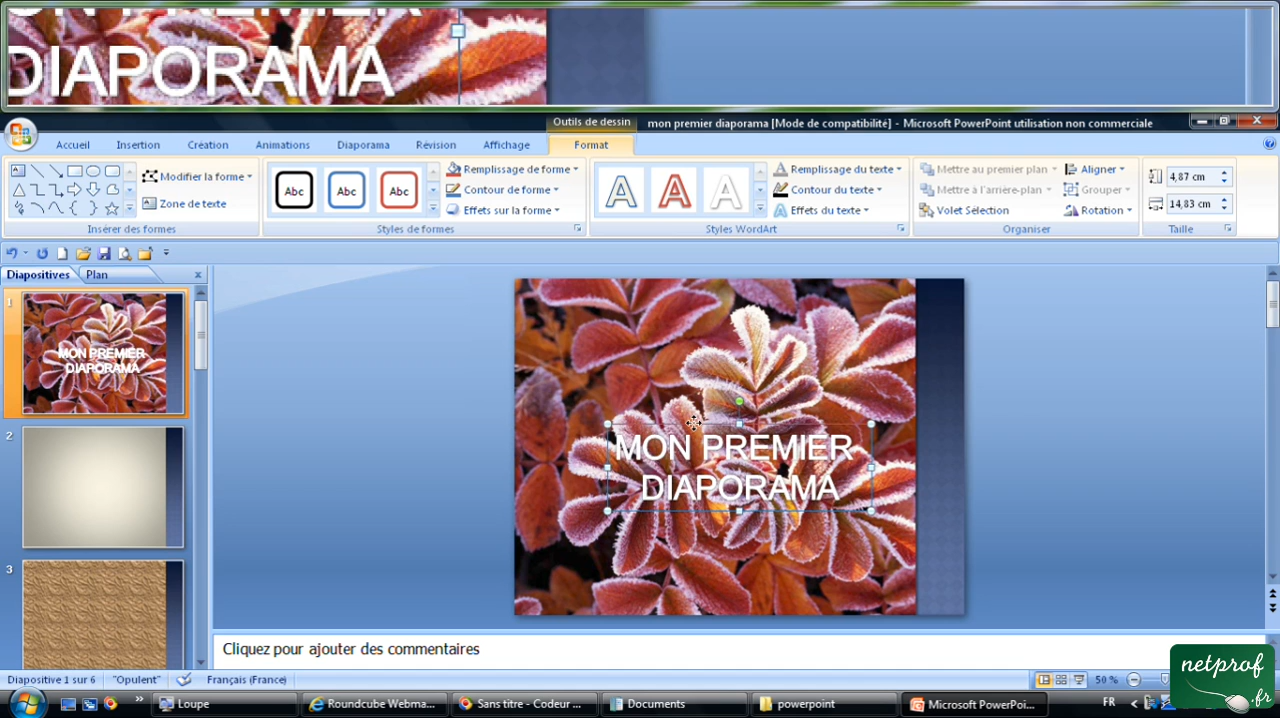 DIAPORAMA
Outils de dessin
mon premier diaporama [Mode de compatibilité] - Microsoft PowerPoint utilisation non commerciale
Accueil Insertion Création Animations Diaporama Révision Affichage Format
Modifier la forme
Zone de texte
Insérer des formes
Abc Abc Abc
Remplissage de forme
Contour de forme
Effets sur la forme
Styles de formes
A A A
Remplissage du texte
Contour du texte
Effets du texte
Styles WordArt
Mettre au premier plan
Mettre à l'arrière-plan
Volet Sélection
Aligner
Grouper
Rotation
Organiser
4,87 cm
14,83 cm
Taille
Diapositives Plan
1
MON PREMIER
DIAPORAMA
2
3
MON PREMIER
DIAPORAMA
Cliquez pour ajouter des commentaires
Diapositive 1 sur 6 "Opulent" Français (France) 50 %
Loupe Roundcube Webma... Sans titre - Codeur ... Documents powerpoint Microsoft PowerPoi... FR
netprof
.fr